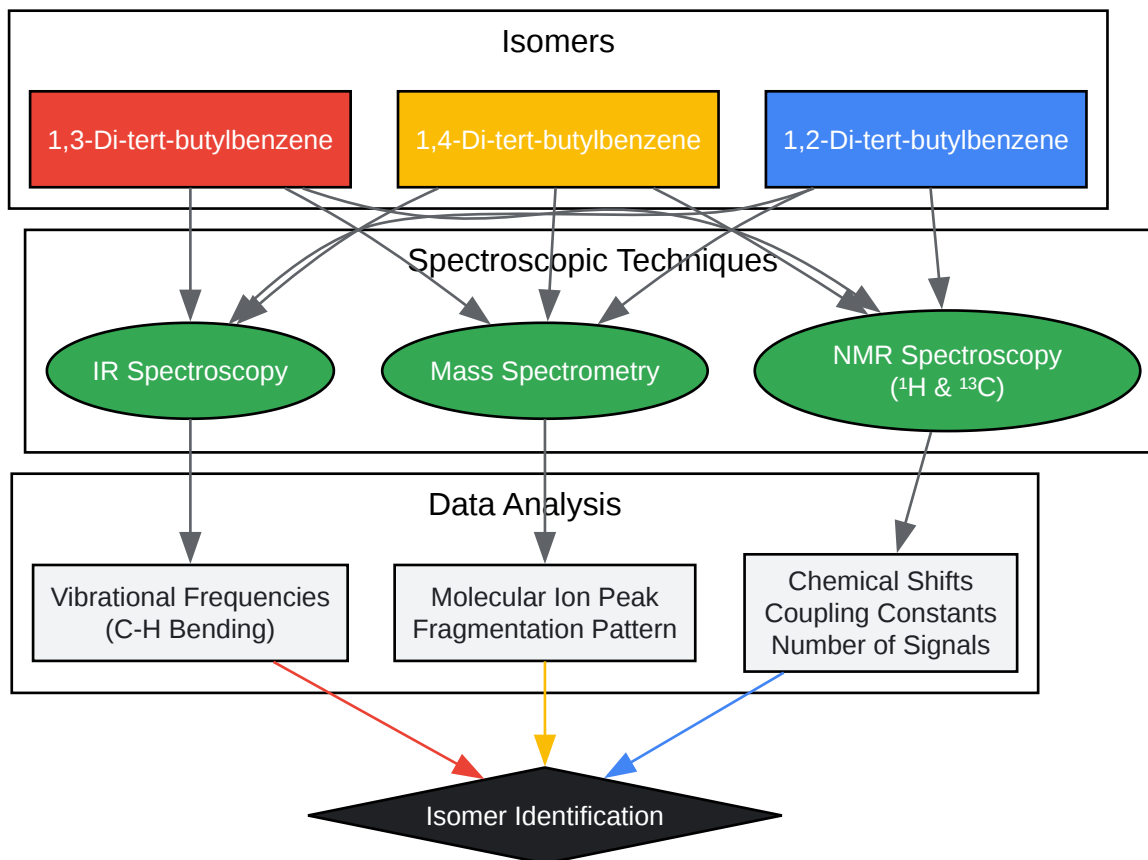 Isomers
1,3-Di-tert-butylbenzene
1,4-Di-tert-butylbenzene
1,2-Di-tert-butylbenzene
Spectroscopic Techniques
IR Spectroscopy
Mass Spectrometry
NMR Spectroscopy
(¹H & ¹³C)
Data Analysis
Vibrational Frequencies
(C-H Bending)
Molecular Ion Peak
Fragmentation Pattern
Chemical Shifts
Coupling Constants
Number of Signals
Isomer Identification